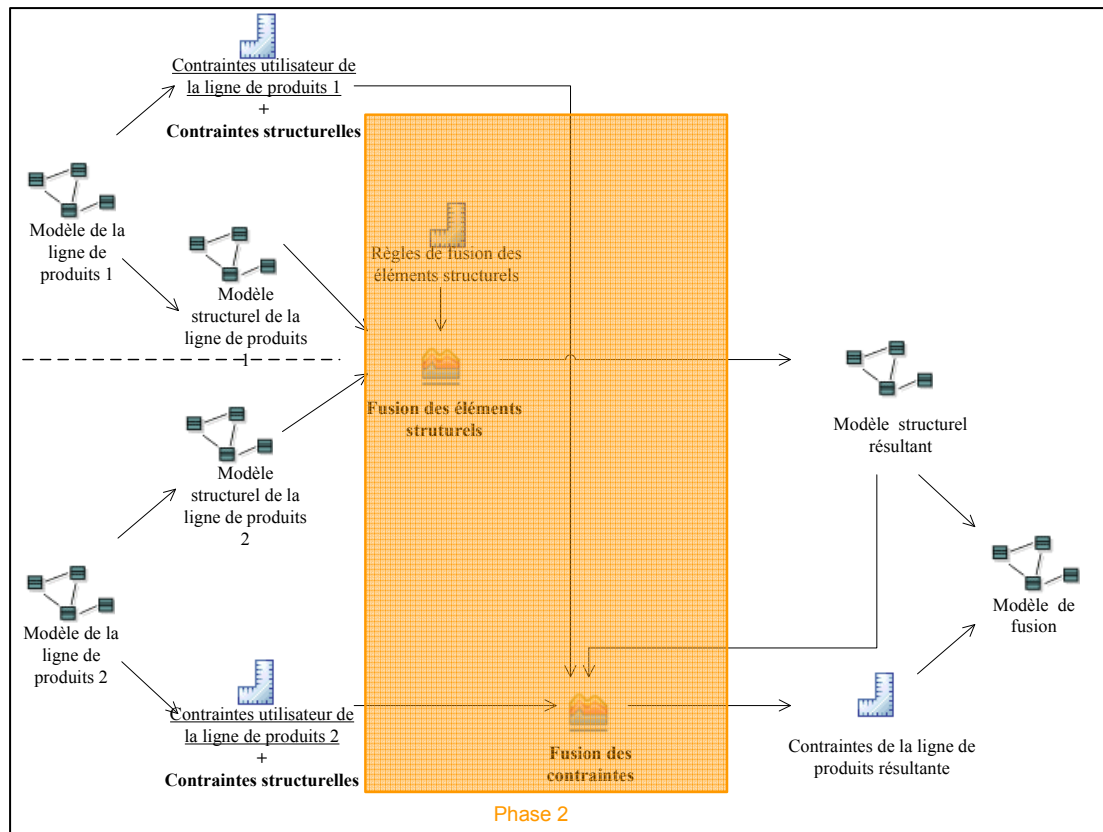 Contraintes utilisateur de
la ligne de produits 1
+
Contraintes structurelles
Modèle de la
ligne de
produits 1
Modèle
structurel de la
ligne de produits
1
Règles de fusion des
éléments structurels
Fusion des éléments
struturels
Modèle structurel
résultant
Modèle
structurel de la
ligne de produits
2
Modèle de la
ligne de
produits 2
Modèle de
fusion
Contraintes utilisateur de
la ligne de produits 2
+
Contraintes structurelles
Fusion des
contraintes
Contraintes de la ligne de
produits résultante
Phase 2